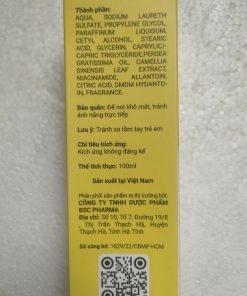 Thành phần:
AQUA, SODIUM LAURETH
SULFATE, PROPYLENE GLYCOL,
PARAFFINUM LIQUIDUM,
CETYL ALCOHOL, STEARIC
ACID, GLYCERIN, CAPRYLIC/
CAPRIC TRIGLYCERIDE,PERSEA
GRATISSIMA OIL, CAMELLIA
SINENSIS LEAF EXTRACT,
NIACINAMIDE, ALLANTOIN,
CITRIC ACID, DMDM HYDANTO-
IN, FRAGRANCE.
Bảo quản: Để nơi khô mát, tránh
ánh nắng trực tiếp
Lưu ý: Tránh xa tầm tay trẻ em
Chỉ tiêu kích ứng:
Kích ứng không đáng kể
Thể tích thực: 100ml
Sản xuất tại Việt Nam
Phân phối sản phẩm ra thị trường bởi:
CÔNG TY TNHH DƯỢC PHẨM
BSC PHARMA
Địa chỉ: Số 10, Tổ 7, Đường 19/8
, Thị Trấn Thạch Hà, Huyện
Thạch Hà, Tỉnh Hà Tĩnh
Số công bố: 1829/22/CBMP-HCM